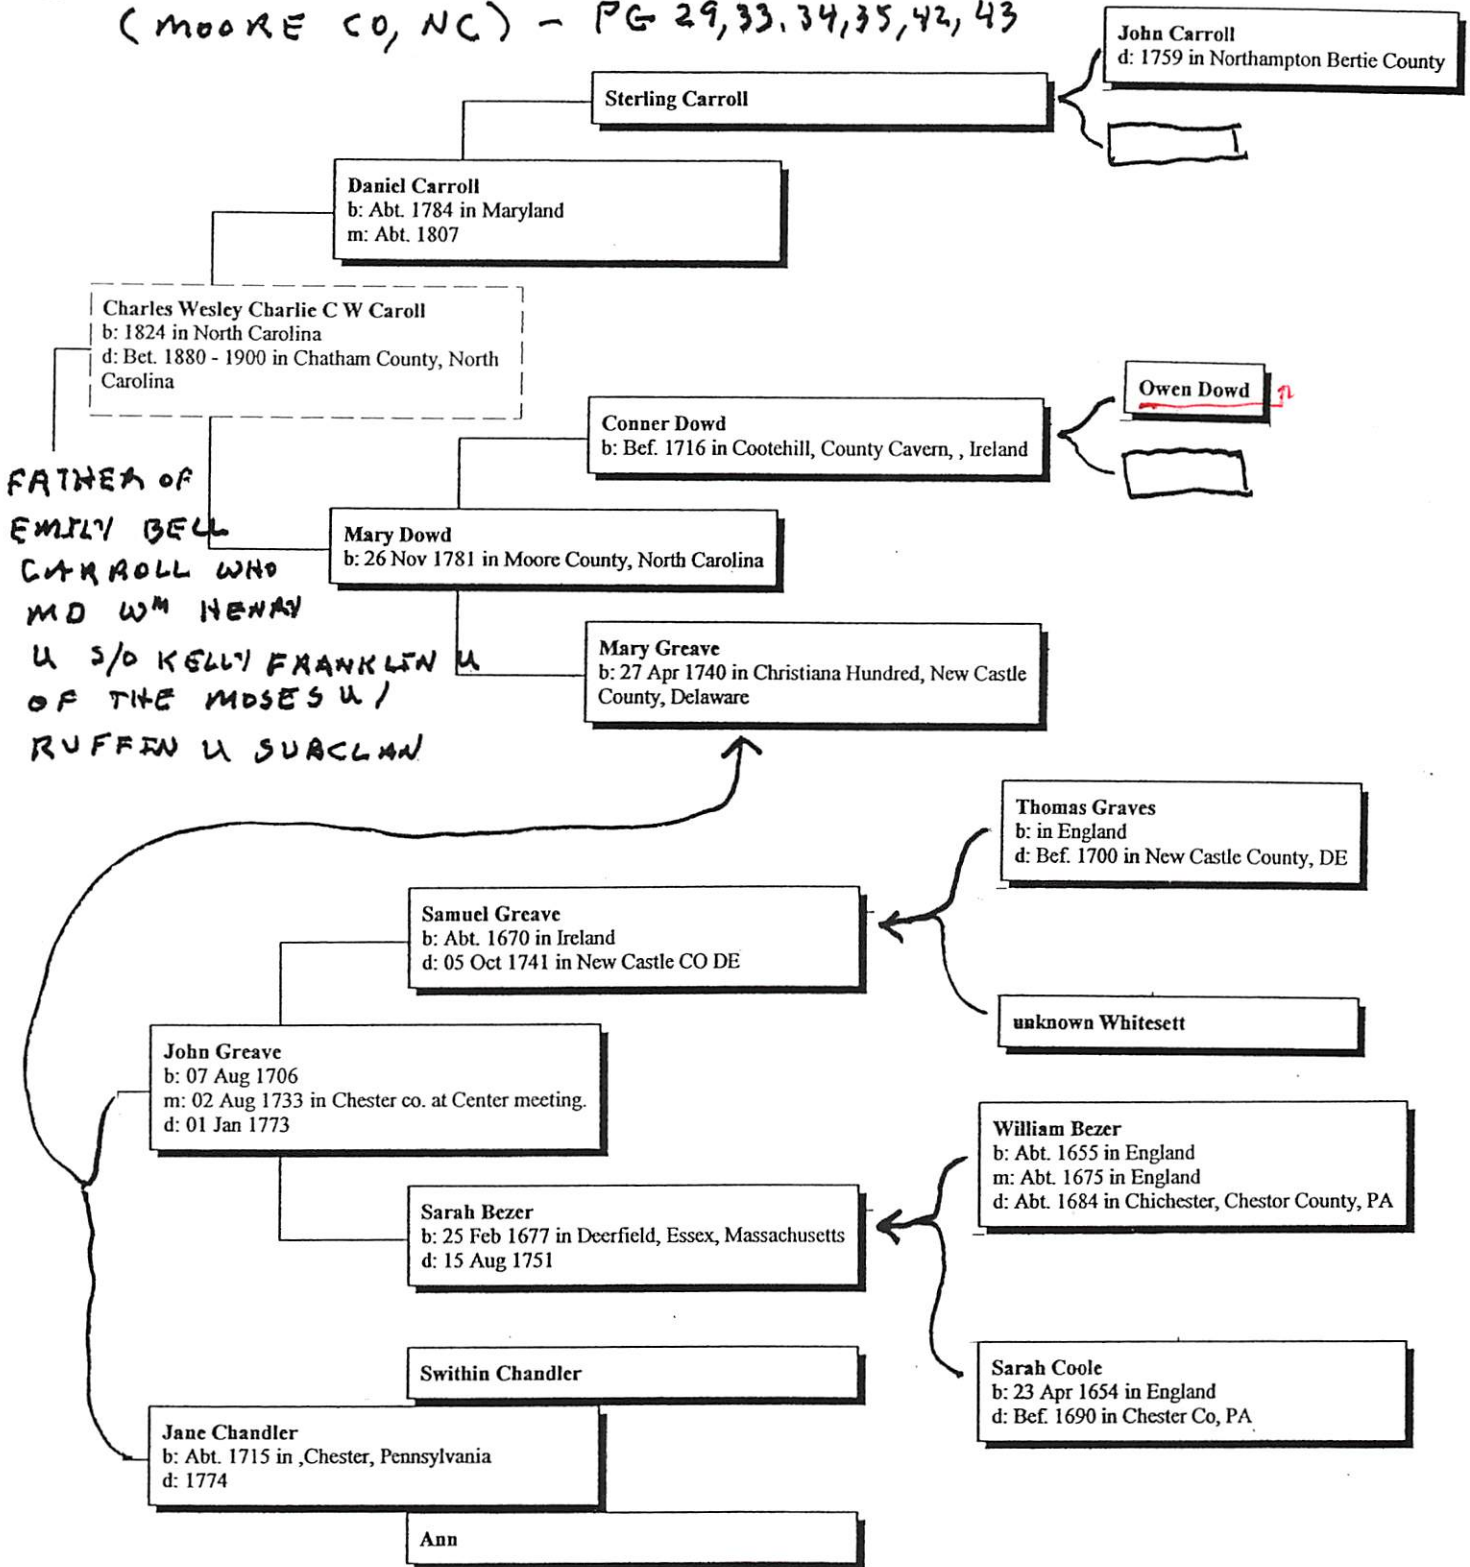 (MOORE CO, NC) - PG 29,33.34,35,42,43
John Carroll
d: 1759 in Northampton Bertie County
Sterling Carroll
Daniel Carroll
b: Abt. 1784 in Maryland
m: Abt. 1807
Charles Wesley Charlie C W Caroll
b: 1824 in North Carolina
d: Bet. 1880 - 1900 in Chatham County, North
Carolina
Owen Dowd
Conner Dowd
b: Bef. 1716 in Cootehill, County Cavern, , Ireland
Mary Dowd
b: 26 Nov 1781 in Moore County, North Carolina
FATHER OF
EMILY BELL
CARROLL WHO
MD WM HENRY
U S/O KELLY FRANKLIN U
OF THE MOSES U/
RUFFIN U SUBCLAN
Mary Greave
b: 27 Apr 1740 in Christiana Hundred, New Castle
County, Delaware
Thomas Graves
b: in England
d: Bef. 1700 in New Castle County, DE
Samuel Greave
b: Abt. 1670 in Ireland
d: 05 Oct 1741 in New Castle CO DE
unknown Whitesett
John Greave
b: 07 Aug 1706
m: 02 Aug 1733 in Chester co. at Center meeting.
d: 01 Jan 1773
William Bezer
b: Abt. 1655 in England
m: Abt. 1675 in England
d: Abt. 1684 in Chichester, Chestor County, PA
Sarah Bezer
b: 25 Feb 1677 in Deerfield, Essex, Massachusetts
d: 15 Aug 1751
Sarah Coole
b: 23 Apr 1654 in England
d: Bef. 1690 in Chester Co, PA
Swithin Chandler
Jane Chandler
b: Abt. 1715 in ,Chester, Pennsylvania
d: 1774
Ann